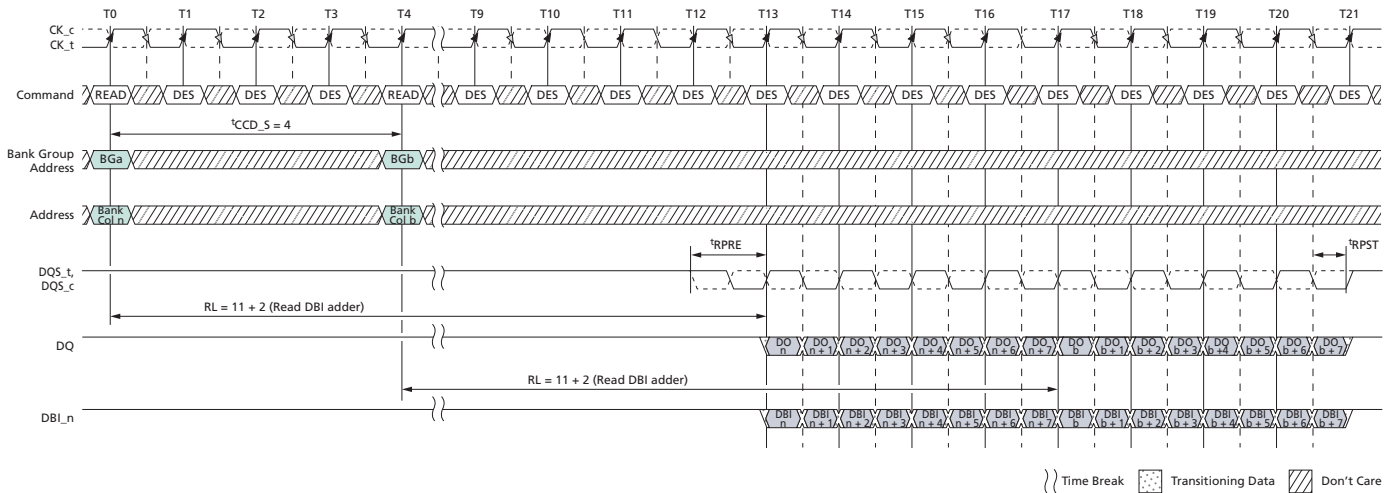 T0 T1 T2 T3 T4 T9 T10 T11 T12 T13 T14 T15 T16 T17 T18 T19 T20 T21
CK_c
CK_t
Command READ DES DES DES READ DES DES DES DES DES DES DES DES DES DES DES DES DES
tCCD_S = 4
Bank Group Address BGa BGb
Address Bank Col n Bank Col b
tRPRE tRPST
DQS_t,
DQS_c
RL = 11 + 2 (Read DBI adder)
DQ DO n DO n + 1 DO n + 2 DO n + 3 DO n + 4 DO n + 5 DO n + 6 DO n + 7 DO b DO b + 1 DO b + 2 DO b + 3 DO b +4 DO b + 5 DO b + 6 DO b + 7
RL = 11 + 2 (Read DBI adder)
DBI_n DBI n DBI n + 1 DBI n + 2 DBI n + 3 DBI n + 4 DBI n + 5 DBI n + 6 DBI n + 7 DBI b DBI b + 1 DBI b + 2 DBI b + 3 DBI b + 4 DBI b + 5 DBI b + 6 DBI b + 7
Time Break Transitioning Data Don't Care